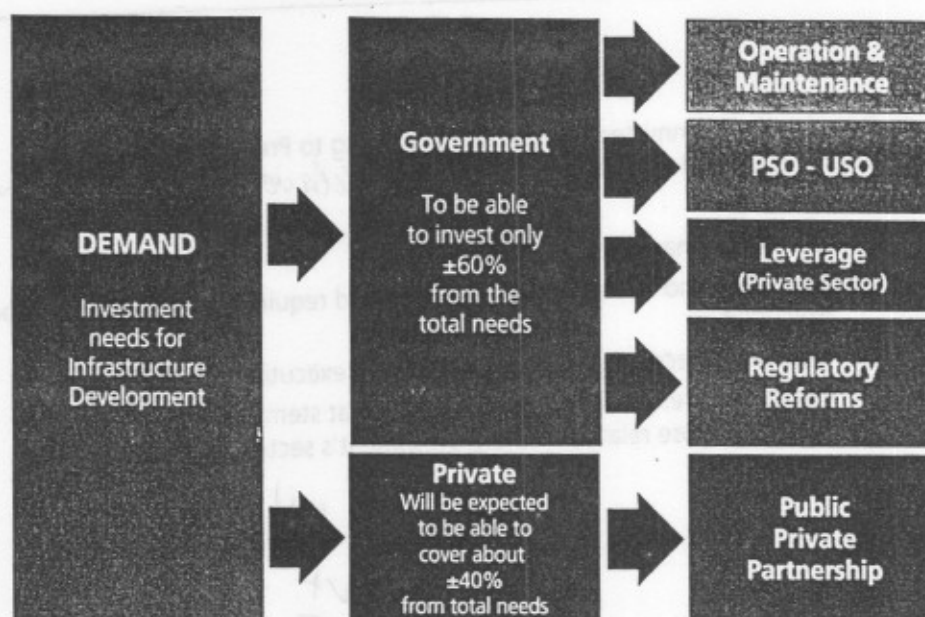 DEMAND
Investment
needs for
Infrastructure
Development
Government
To be able
to invest only
±60%
from the
total needs
Private
Will be expected
to be able to
cover about
±40%
from total needs
Operation &
Maintenance
PSO - USO
Leverage
(Private Sector)
Regulatory
Reforms
Public
Private
Partnership